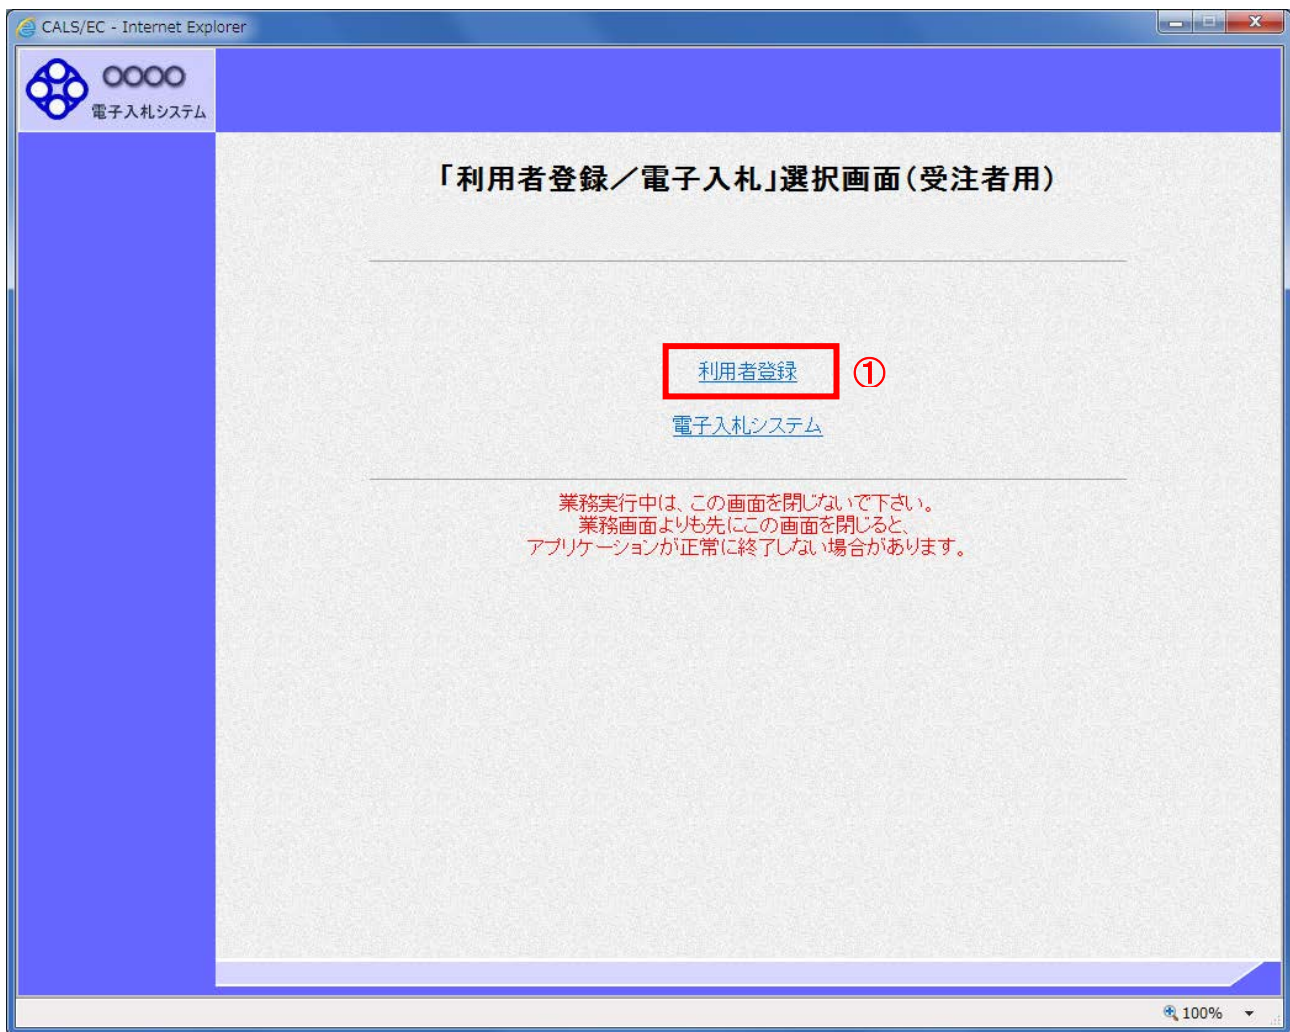 CALS/EC - Internet Explorer
○○○○
電子入札システム
「利用者登録／電子入札」選択画面（受注者用）
利用者登録 ①
電子入札システム
業務実行中は、この画面を閉じないで下さい。
業務画面よりも先にこの画面を閉じると、
アプリケーションが正常に終了しない場合があります。
100%